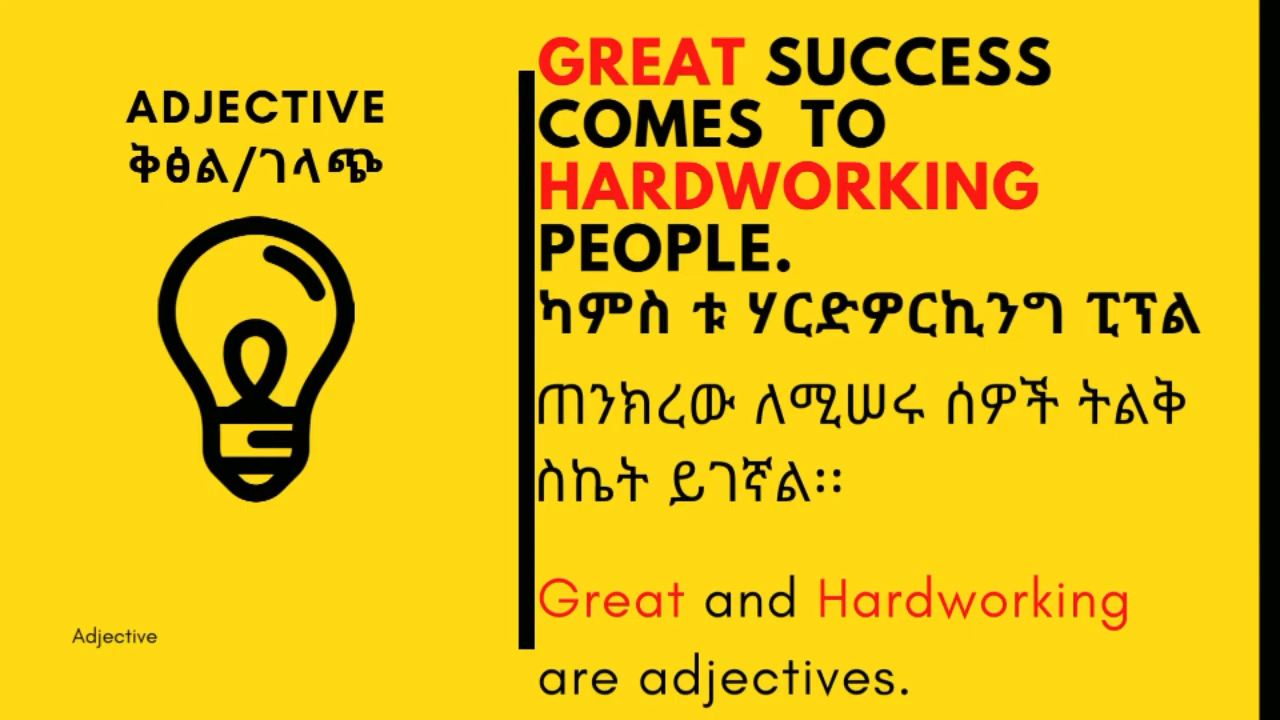 ADJECTIVE
ቅፅል/ገላጭ
Adjective
GREAT SUCCESS
COMES TO
HARDWORKING
PEOPLE.
ካምስ ቱ ሃርድዎርኪንግ ፒፕል
ጠንክረው ለሚሠሩ ሰዎች ትልቅ
ስኬት ይገኛል፡፡
Great and Hardworking
are adjectives.